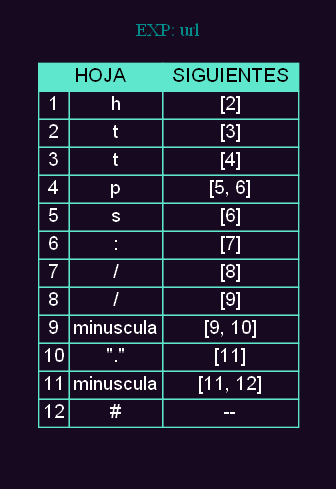 EXP: url
HOJA SIGUIENTES
1 h [2]
2 t [3]
3 t [4]
4 p [5, 6]
5 s [6]
6 : [7]
7 / [8]
8 / [9]
9 minuscula [9, 10]
10 "." [11]
11 minuscula [11, 12]
12 # --